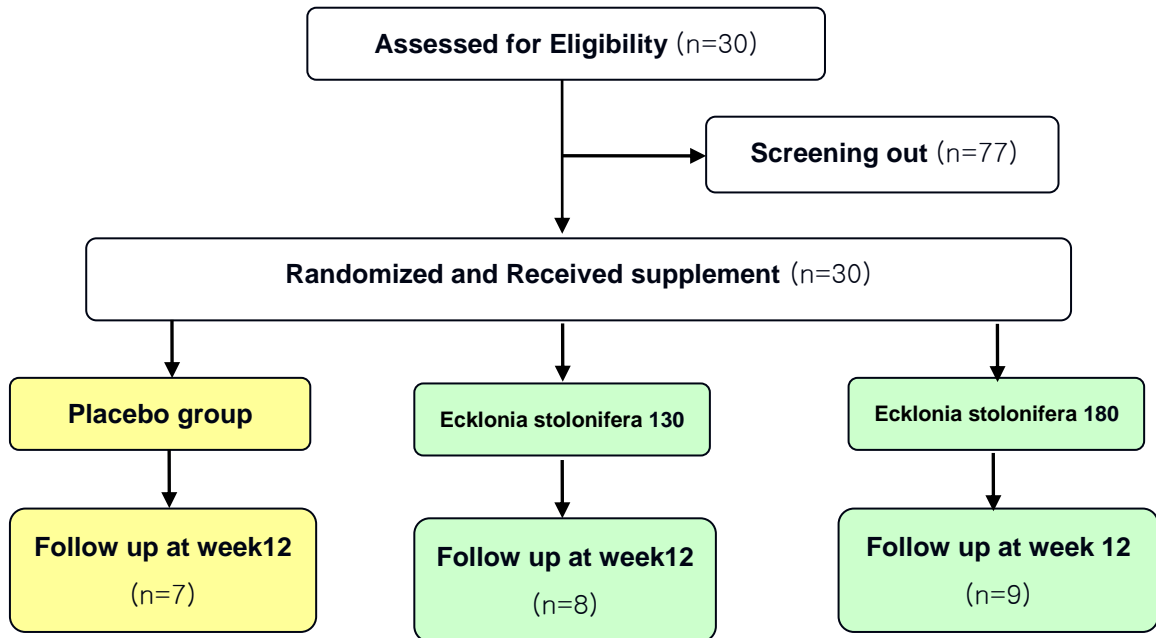 Assessed for Eligibility (n=30)
Screening out (n=77)
Randomized and Received supplement (n=30)
Placebo group
Ecklonia stolonifera 130
Ecklonia stolonifera 180
Follow up at week12
(n=7)
Follow up at week12
(n=8)
Follow up at week 12
(n=9)